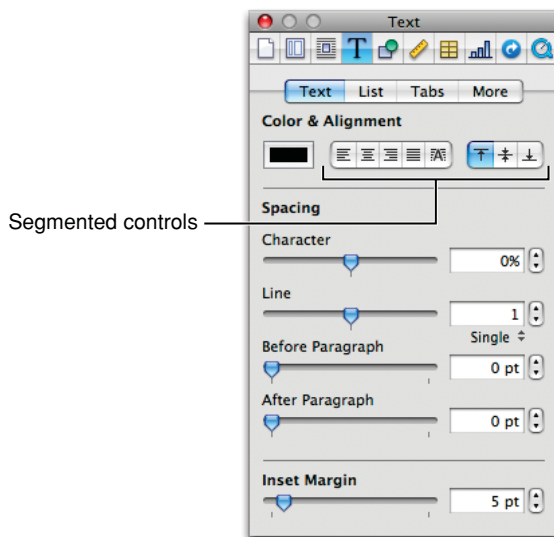 Text
T
Text List Tabs More
Color & Alignment
A
Segmented controls
Spacing
Character
0%
Line
1
Single
Before Paragraph
0 pt
After Paragraph
0 pt
Inset Margin
5 pt